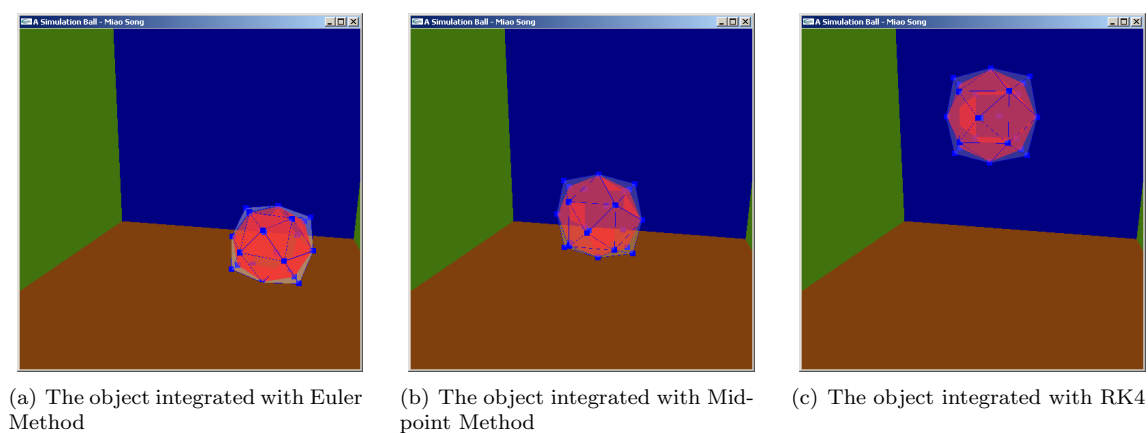 A Simulation Ball - Miao Song
A Simulation Ball - Miao Song
A Simulation Ball - Miao Song
(a) The object integrated with Euler
Method
(b) The object integrated with Mid-
point Method
(c) The object integrated with RK4